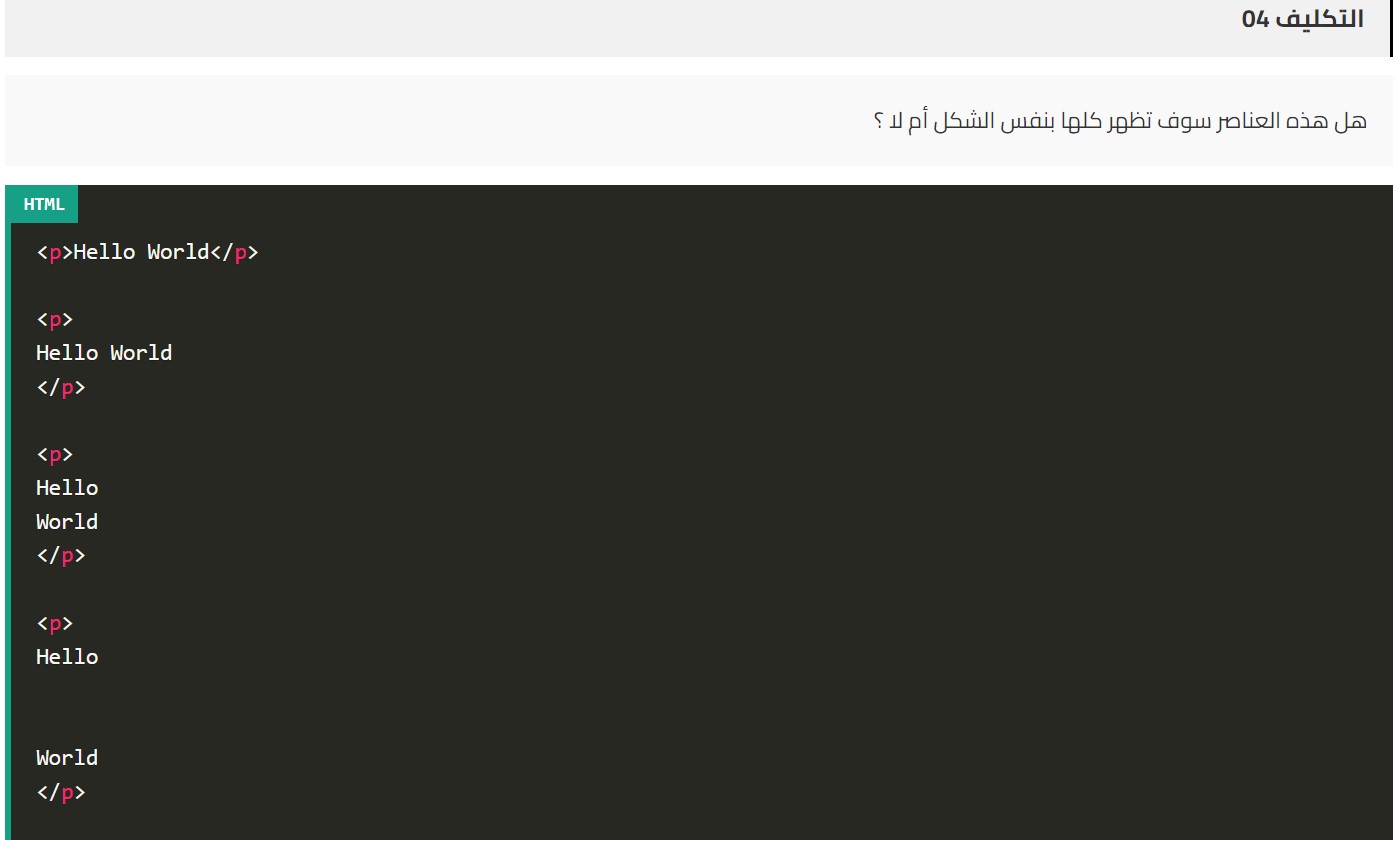 التكليف 04
هل هذه العناصر سوف تظهر كلها بنفس الشكل أم لا ؟
HTML
<p>Hello World</p>
<p>
Hello World
</p>
<p>
Hello
World
</p>
<p>
Hello
World
</p>